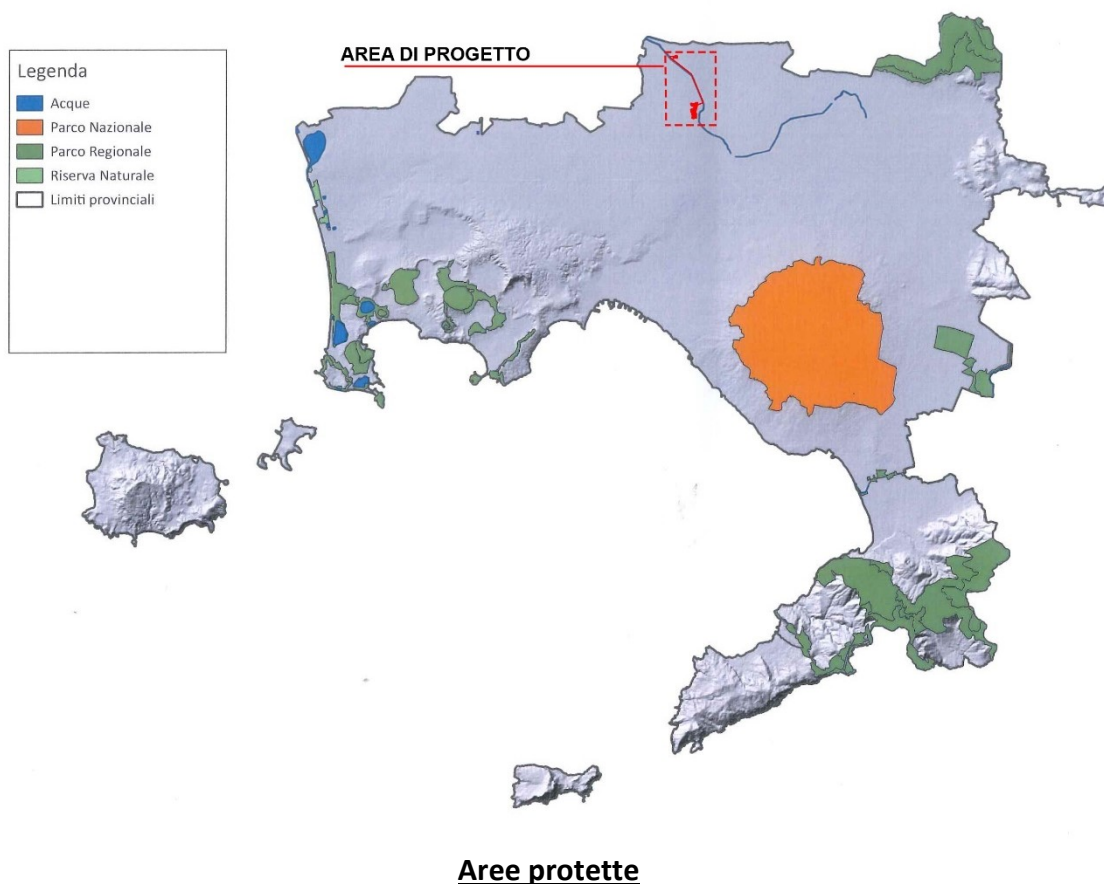 AREA DI PROGETTO
Legenda
Acque
Parco Nazionale
Parco Regionale
Riserva Naturale
Limiti provinciali
Aree protette